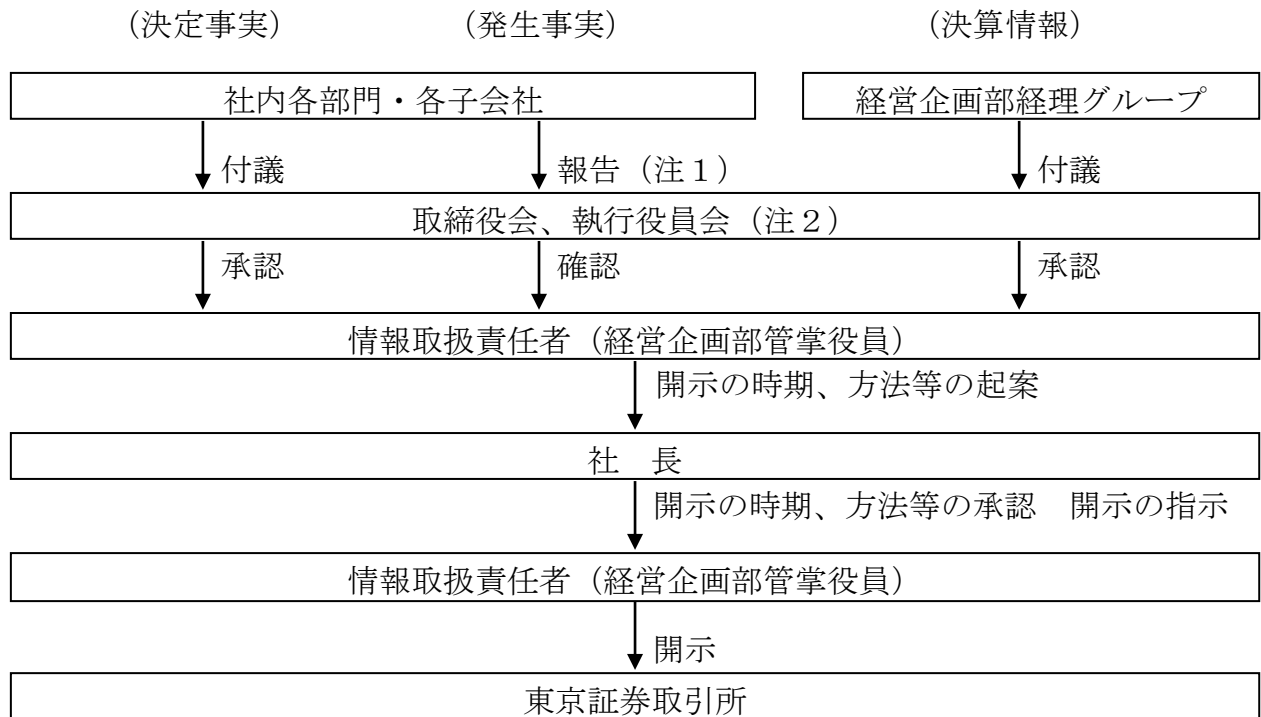 （決定事実） （発生事実） （決算情報）
社内各部門・各子会社 経営企画部経理グループ
付議 報告（注１） 付議
取締役会、執行役員会（注２）
承認 確認 承認
情報取扱責任者（経営企画部管掌役員）
開示の時期、方法等の起案
社　長
開示の時期、方法等の承認　開示の指示
情報取扱責任者（経営企画部管掌役員）
開示
東京証券取引所